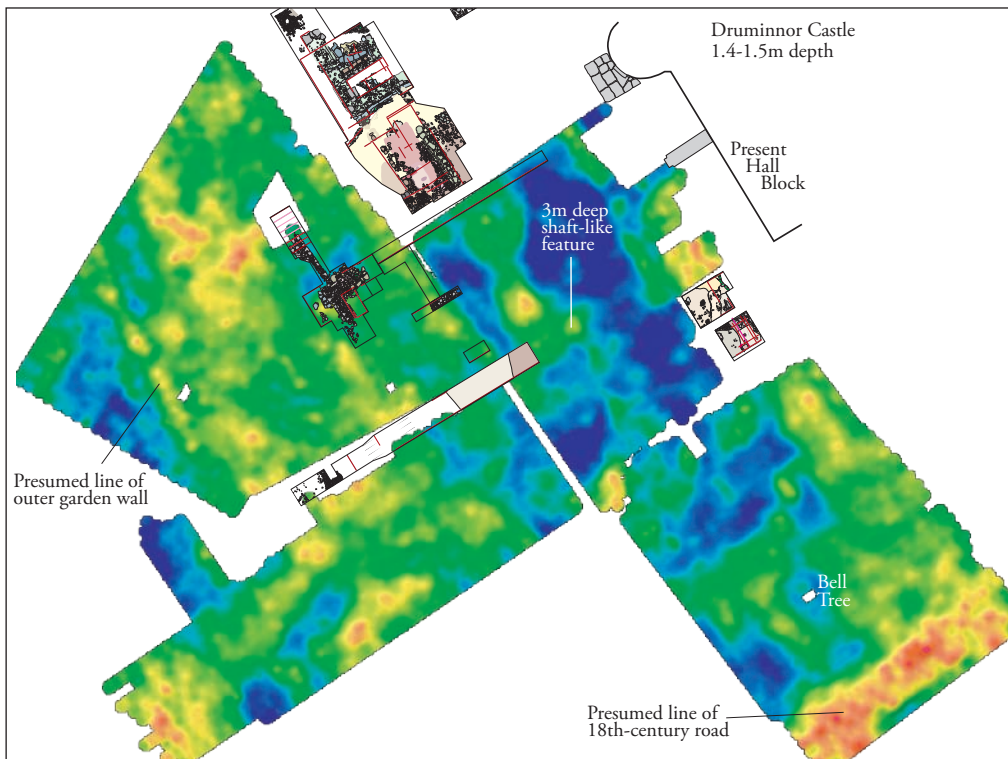 Druminnor Castle
1.4-1.5m depth
Present
Hall
Block
3m deep
shaft-like
feature
Presumed line of
outer garden wall
Bell
Tree
Presumed line of
18th-century road